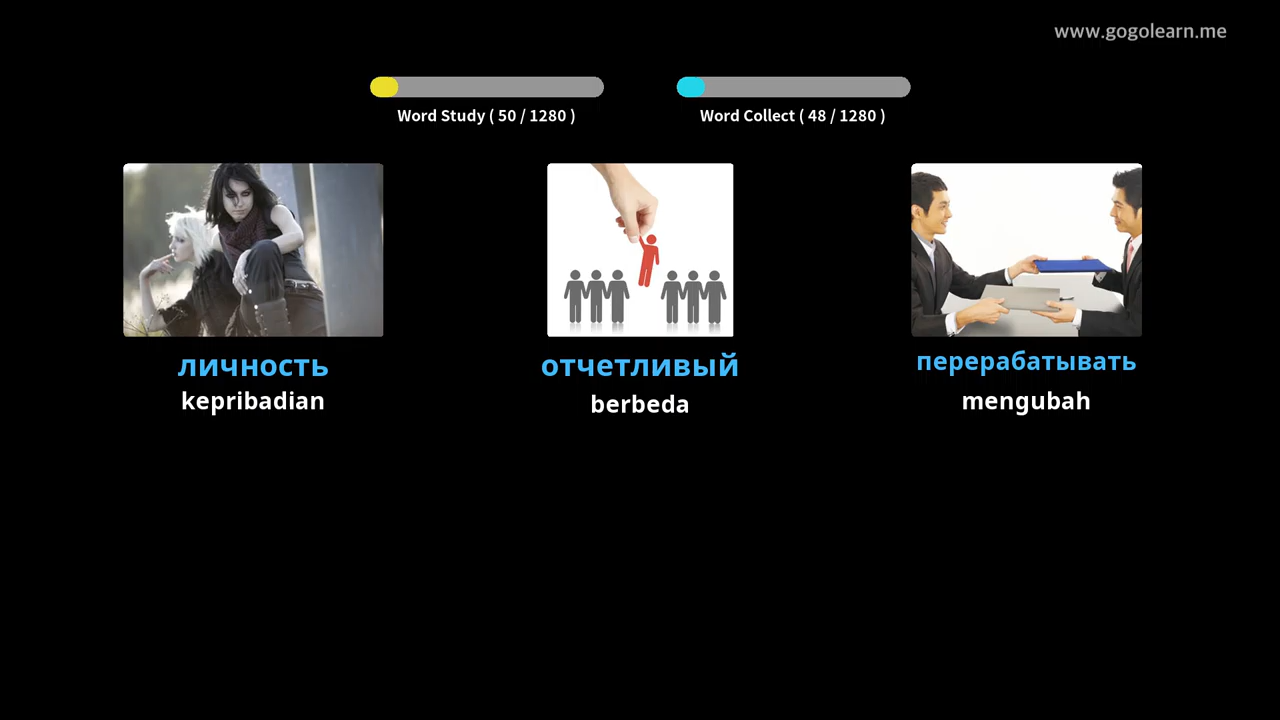 www.gogolearn.me
Word Study ( 50 / 1280 )
Word Collect ( 48 / 1280 )
личность
отчетливый
перерабатывать
kepribadian
berbeda
mengubah